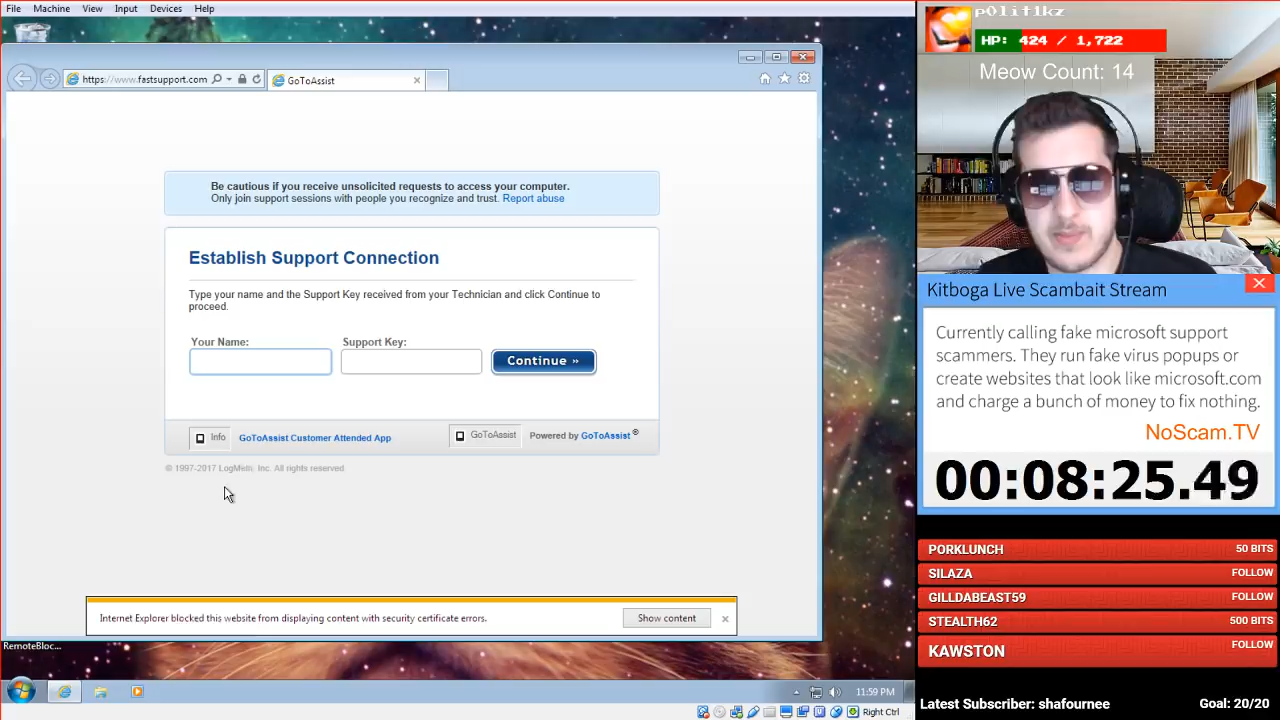 File Machine View Input Devices Help
https://www.fastsupport.com
GoToAssist
Be cautious if you receive unsolicited requests to access your computer.
Only join support sessions with people you recognize and trust. Report abuse
Establish Support Connection
Type your name and the Support Key received from your Technician and click Continue to
proceed.
Your Name: Support Key:
Continue »
Info GoToAssist Customer Attended App GoToAssist Powered by GoToAssist ®
© 1997-2017 LogMeIn, Inc. All rights reserved.
Internet Explorer blocked this website from displaying content with security certificate errors. Show content
RemoteBloc...
11:59 PM
Right Ctrl
p0lit1kz
HP: 424 / 1,722
Meow Count: 14
Kitboga Live Scambait Stream
Currently calling fake microsoft support
scammers. They run fake virus popups or
create websites that look like microsoft.com
and charge a bunch of money to fix nothing.
NoScam.TV
00:08:25.49
PORKLUNCH 50 BITS
SILAZA FOLLOW
GILLDABEAST59 FOLLOW
STEALTH62 500 BITS
KAWSTON FOLLOW
Latest Subscriber: shafournee Goal: 20/20